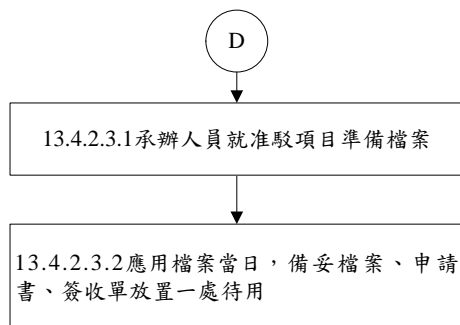 D
13.4.2.3.1承辦人員就准駁項目準備檔案
13.4.2.3.2應用檔案當日，備妥檔案、申請
書、簽收單放置一處待用